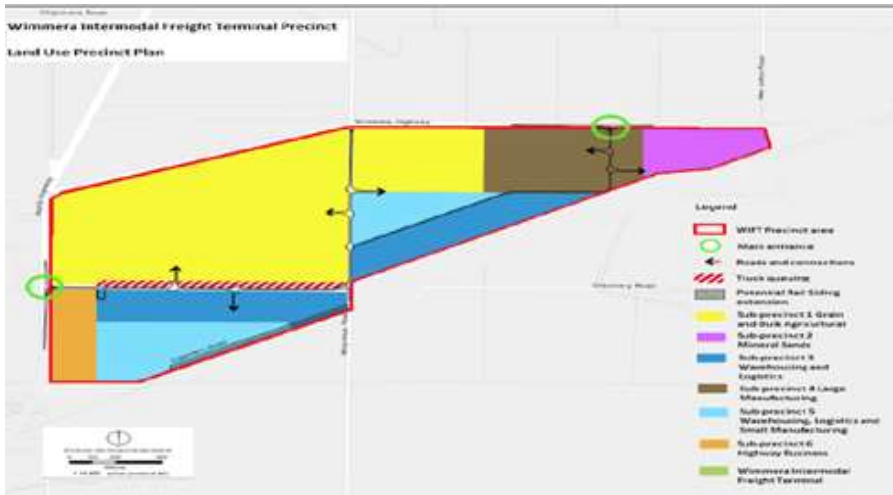 Wimmera Intermodal Freight Terminal Precinct
Land Use Precinct Plan
Wimmera Highway
Legend
WIFT Precinct area
Main entrance
Roads and connections
Truck queuing
Potential Rail Siding
extension
Sub-precinct 1 Grain
and Bulk Agricultural
Sub-precinct 2
Mineral Sands
Sub-precinct 3
Warehousing and
Logistics
Sub-precinct 4 Large
Manufacturing
Sub-precinct 5
Warehousing, Logistics and
Small Manufacturing
Sub-precinct 6
Highway Business
Wimmera Intermodal
Freight Terminal